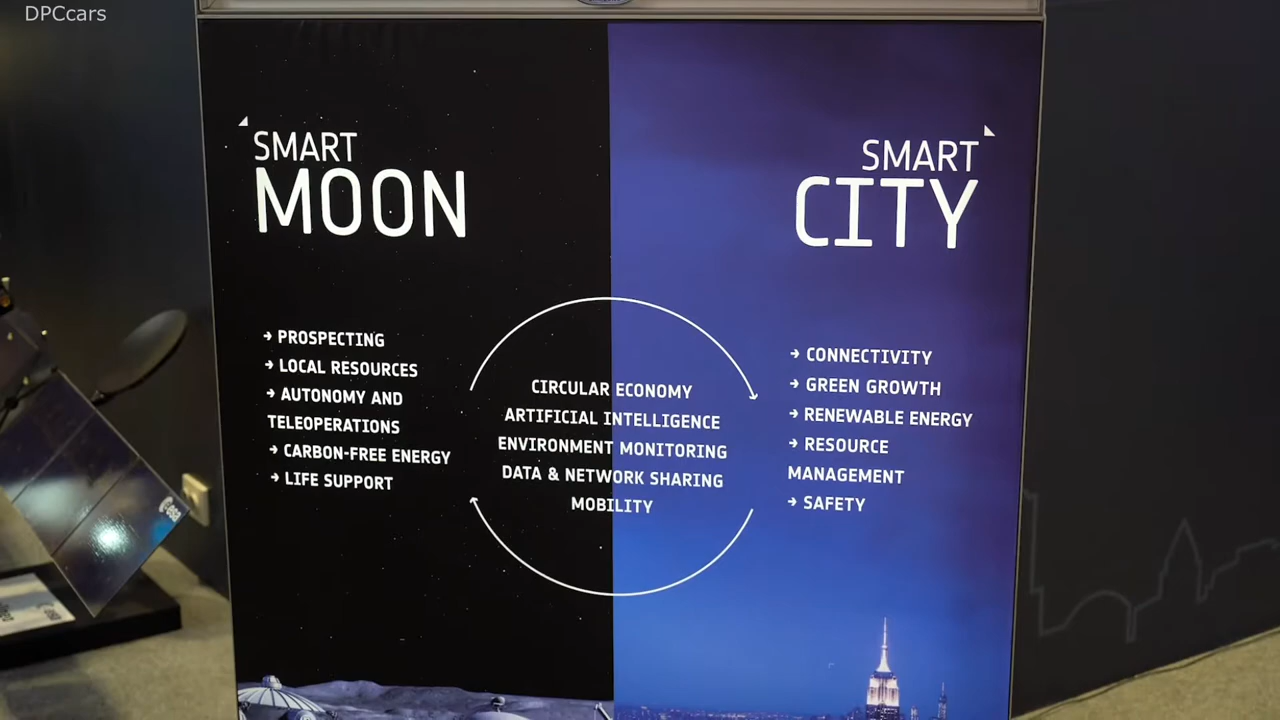 DPCcars
SMART
MOON
→ PROSPECTING
→ LOCAL RESOURCES
→ AUTONOMY AND
TELEOPERATIONS
→ CARBON-FREE ENERGY
→ LIFE SUPPORT
CIRCULAR ECONOMY
ARTIFICIAL INTELLIGENCE
ENVIRONMENT MONITORING
DATA & NETWORK SHARING
MOBILITY
SMART
CITY
→ CONNECTIVITY
→ GREEN GROWTH
→ RENEWABLE ENERGY
→ RESOURCE
MANAGEMENT
→ SAFETY
esa